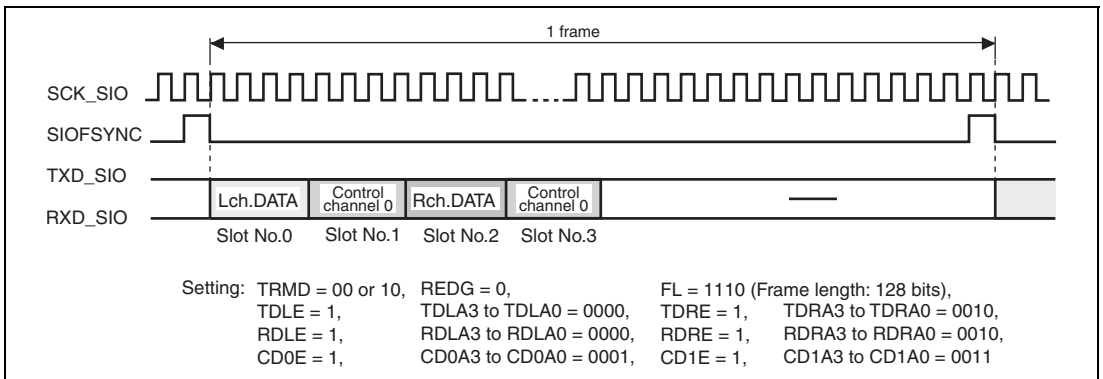 1 frame
SCK_SIO
SIOFSYNC
TXD_SIO
RXD_SIO
Lch.DATA
Control
channel 0
Rch.DATA
Control
channel 0
Slot No.0 Slot No.1 Slot No.2 Slot No.3
Setting: TRMD = 00 or 10, REDG = 0, FL = 1110 (Frame length: 128 bits),
TDLE = 1, TDLA3 to TDLA0 = 0000, TDRE = 1, TDRA3 to TDRA0 = 0010,
RDLE = 1, RDLA3 to RDLA0 = 0000, RDRE = 1, RDRA3 to RDRA0 = 0010,
CD0E = 1, CD0A3 to CD0A0 = 0001, CD1E = 1, CD1A3 to CD1A0 = 0011